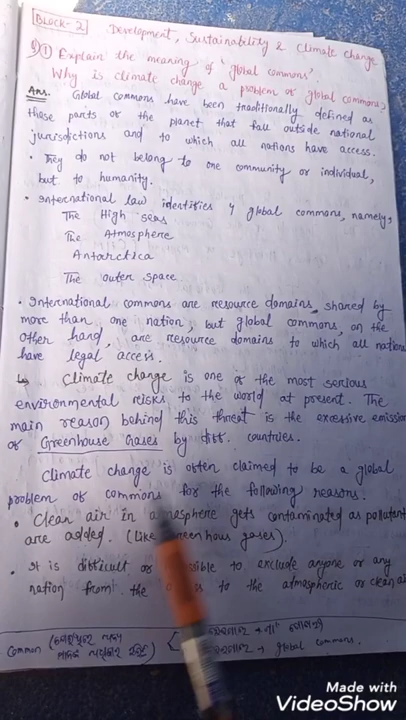 BLOCK-2
Development, Sustainability & Climate Change
Q) ① Explain the meaning of "global commons".
Why is climate change a problem of global commons?
Ans. Global commons have been traditionally defined as
those parts of the planet that fall outside national
jurisdictions and to which all nations have access.
• They do not belong to one community or individual,
but to humanity.
• International law identifies 4 global commons, namely,
The High seas
The Atmosphere
Antarctica
The outer space
• International commons are resource domains, shared by
more than one nation, but global commons, on the
other hand, are resource domains to which all nations
have legal access.
↳ Climate change is one of the most serious
environmental risks to the world at present. The
main reason behind this threat is the excessive emission
of Greenhouse Gases by diff. countries.
Climate change is often claimed to be a global
problem of commons for the following reasons.
• Clean air in atmosphere gets contaminated as pollutant
are added. (like green hous gases).
• It is difficult or exclude anyone or any
nation from the to the atmospheric or clean
Common
global commons.
Made with
VideoShow